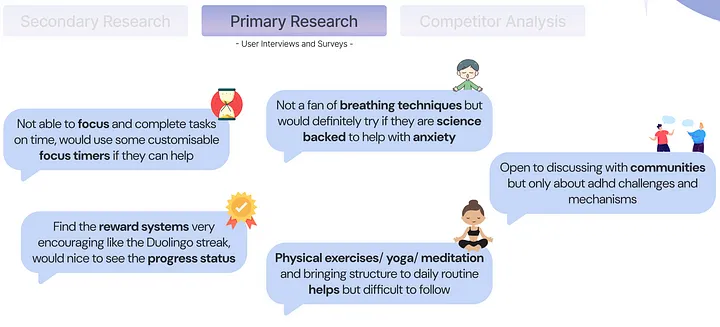 Secondary Research
Primary Research
Competitor Analysis
- User Interviews and Surveys -
Not able to focus and complete tasks
on time, would use some customisable
focus timers if they can help
Not a fan of breathing techniques but
would definitely try if they are science
backed to help with anxiety
Open to discussing with communities
but only about adhd challenges and
mechanisms
Find the reward systems very
encouraging like the Duolingo streak,
would nice to see the progress status
Physical exercises/ yoga/ meditation
and bringing structure to daily routine
helps but difficult to follow